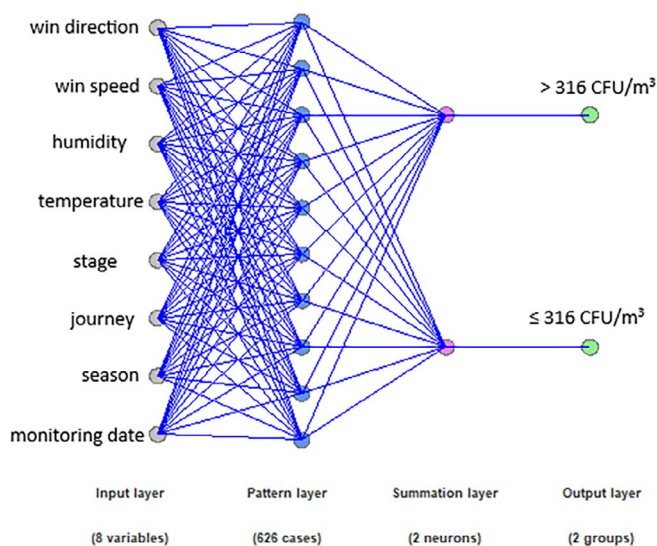 win direction
win speed
humidity
temperature
stage
journey
season
monitoring date
> 316 CFU/m³
≤ 316 CFU/m³
Input layer Pattern layer Summation layer Output layer
(8 variables) (626 cases) (2 neurons) (2 groups)